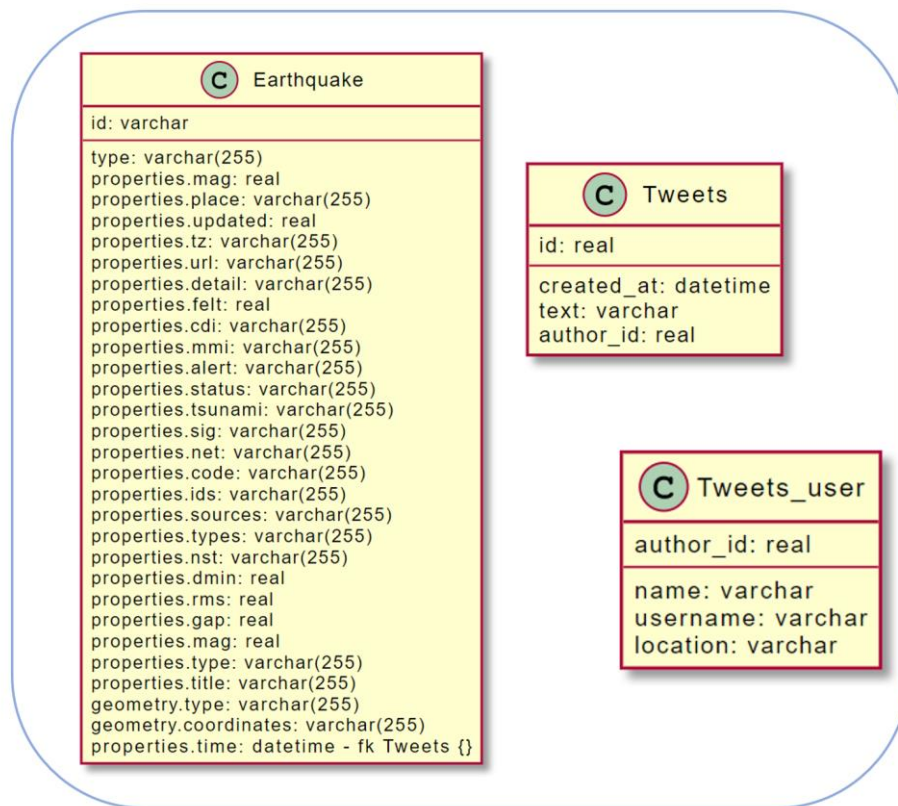 C Earthquake
id: varchar
type: varchar(255)
properties.mag: real
properties.place: varchar(255)
properties.updated: real
properties.tz: varchar(255)
properties.url: varchar(255)
properties.detail: varchar(255)
properties.felt: real
properties.cdi: varchar(255)
properties.mmi: varchar(255)
properties.alert: varchar(255)
properties.status: varchar(255)
properties.tsunami: varchar(255)
properties.sig: varchar(255)
properties.net: varchar(255)
properties.code: varchar(255)
properties.ids: varchar(255)
properties.sources: varchar(255)
properties.types: varchar(255)
properties.nst: varchar(255)
properties.dmin: real
properties.rms: real
properties.gap: real
properties.mag: real
properties.type: varchar(255)
properties.title: varchar(255)
geometry.type: varchar(255)
geometry.coordinates: varchar(255)
properties.time: datetime - fk Tweets {}
C Tweets
id: real
created_at: datetime
text: varchar
author_id: real
C Tweets_user
author_id: real
name: varchar
username: varchar
location: varchar